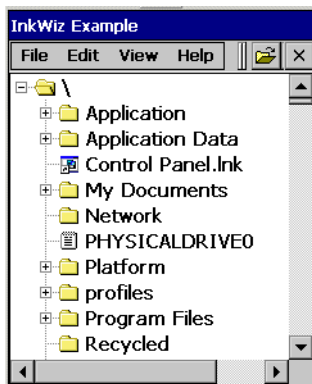 InkWiz Example
File Edit View Help
\
Application
Application Data
Control Panel.lnk
My Documents
Network
PHYSICALDRIVE0
Platform
profiles
Program Files
Recycled